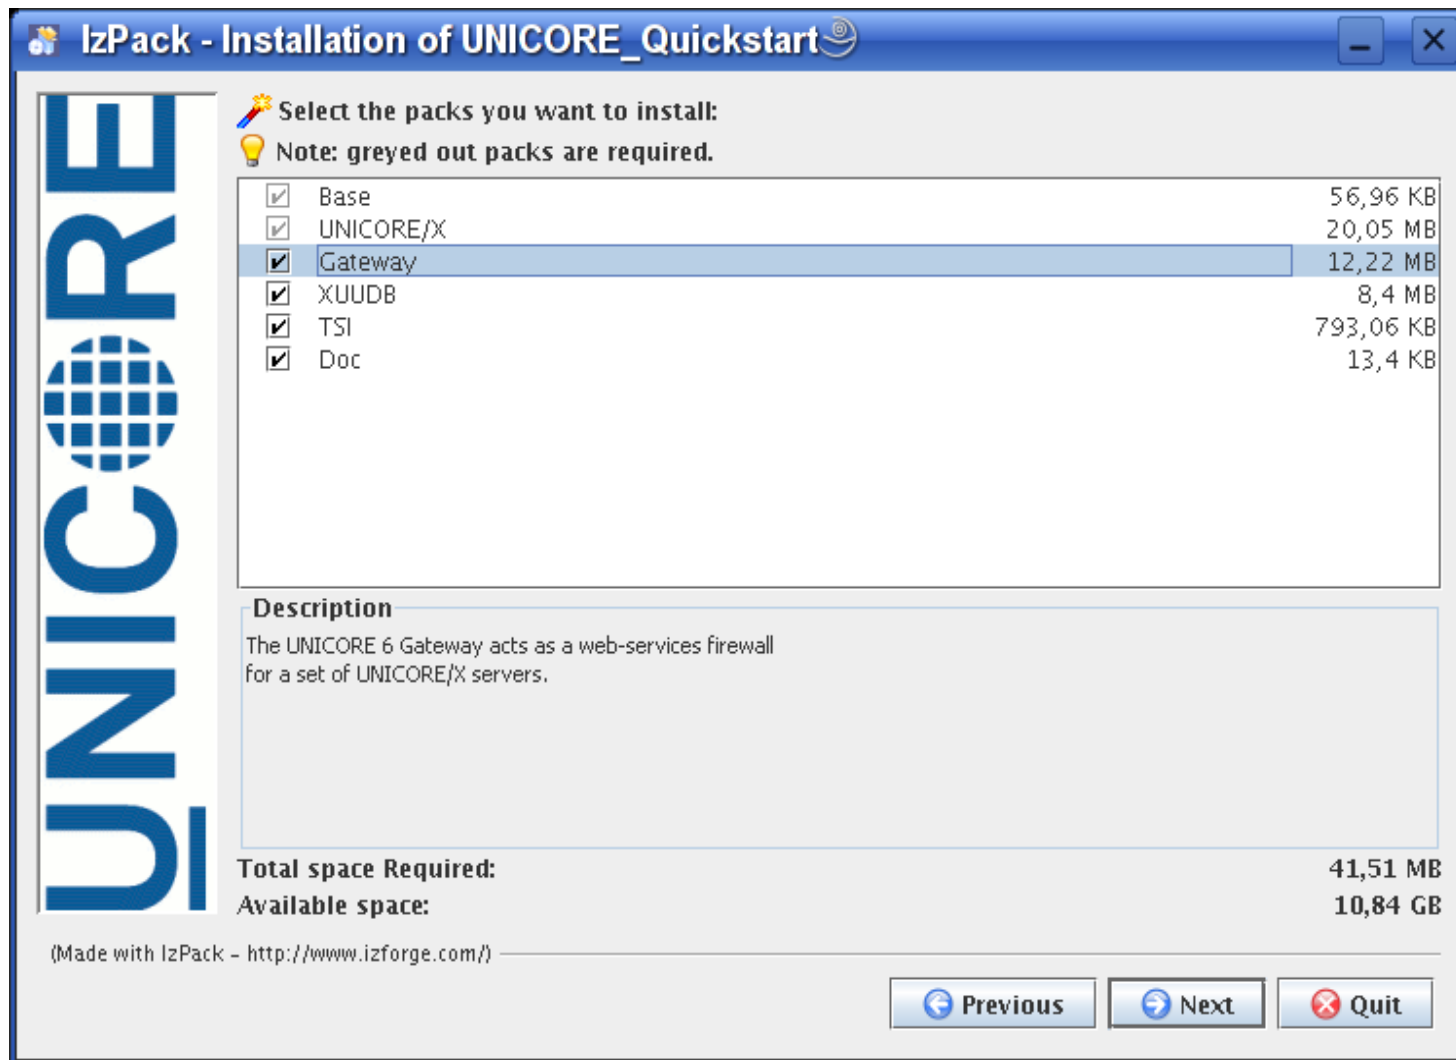 IzPack - Installation of UNICORE_Quickstart
UNICORE
Select the packs you want to install:
Note: greyed out packs are required.
Base 56,96 KB
UNICORE/X 20,05 MB
Gateway 12,22 MB
XUUDB 8,4 MB
TSI 793,06 KB
Doc 13,4 KB
Description
The UNICORE 6 Gateway acts as a web-services firewall
for a set of UNICORE/X servers.
Total space Required: 41,51 MB
Available space: 10,84 GB
(Made with IzPack - http://www.izforge.com/)
Previous Next Quit